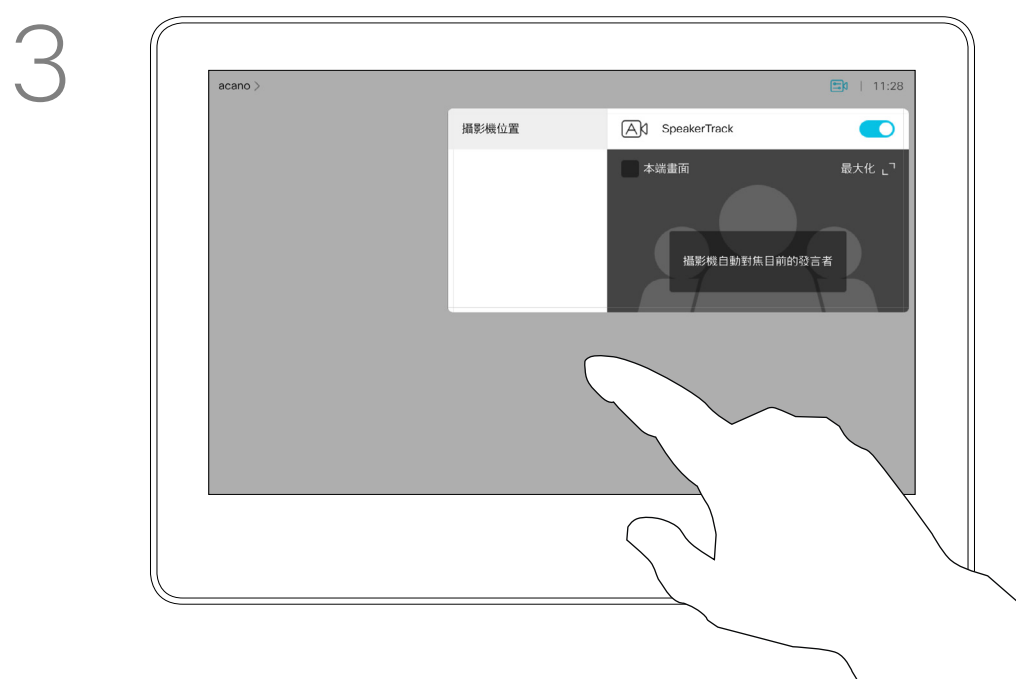 3
acano >
11:28
攝影機位置
SpeakerTrack
本端畫面
最大化
攝影機自動對焦目前的發言者